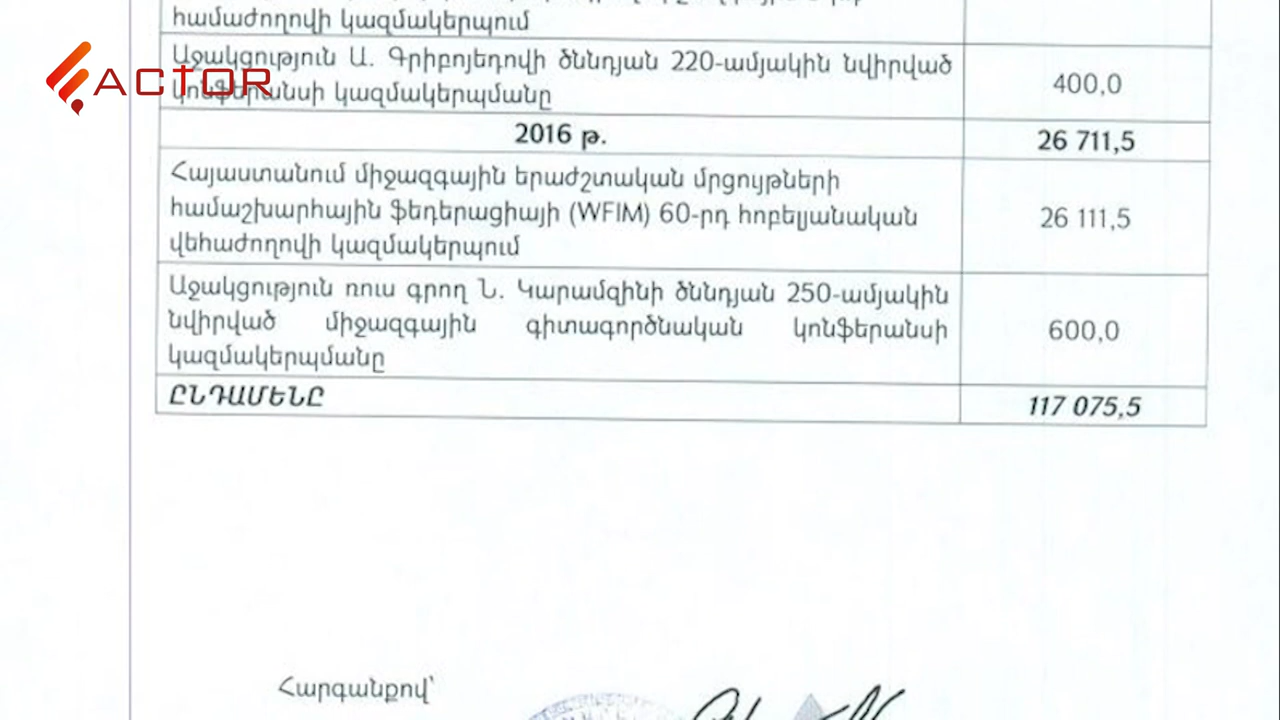 համաժողովի կազմակերպում
Աջակցություն Ա. Գրիբոյեդովի ծննդյան 220-ամյակին նվիրված
կոնֆերանսի կազմակերպմանը
400,0
ACTOR
2016 թ.
26 711,5
Հայաստանում միջազգային երաժշտական մրցույթների
համաշխարհային ֆեդերացիայի (WFIM) 60-րդ հոբելյանական
վեհաժողովի կազմակերպում
26 111,5
Աջակցություն ռուս գրող Ն. Կարամզինի ծննդյան 250-ամյակին
նվիրված միջազգային գիտագործնական կոնֆերանսի
կազմակերպմանը
600,0
ԸՆԴԱՄԵՆԸ
117 075,5
Հարգանքով՝